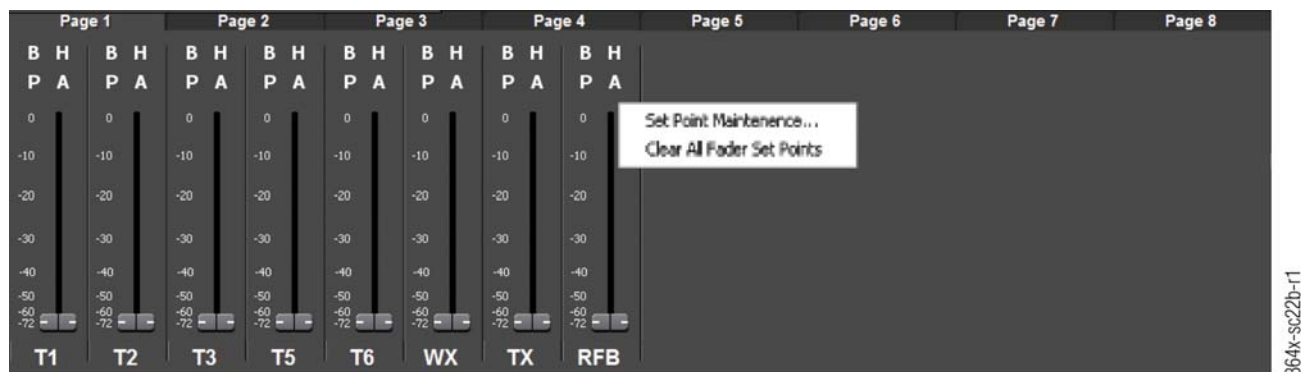 Page 1 Page 2 Page 3 Page 4 Page 5 Page 6 Page 7 Page 8
B H B H B H B H B H B H B H B H
P A P A P A P A P A P A P A P A
0 0 0 0 0 0 0 0
Set Point Maintenence...
-10 -10 -10 -10 -10 -10 -10 -10
Clear All Fader Set Points
-20 -20 -20 -20 -20 -20 -20 -20
-30 -30 -30 -30 -30 -30 -30 -30
-40 -40 -40 -40 -40 -40 -40 -40
-50 -50 -50 -50 -50 -50 -50 -50
-60 -60 -60 -60 -60 -60 -60 -60
-72 -72 -72 -72 -72 -72 -72 -72
T1 T2 T3 T5 T6 WX TX RFB
864x-sc22b-r1